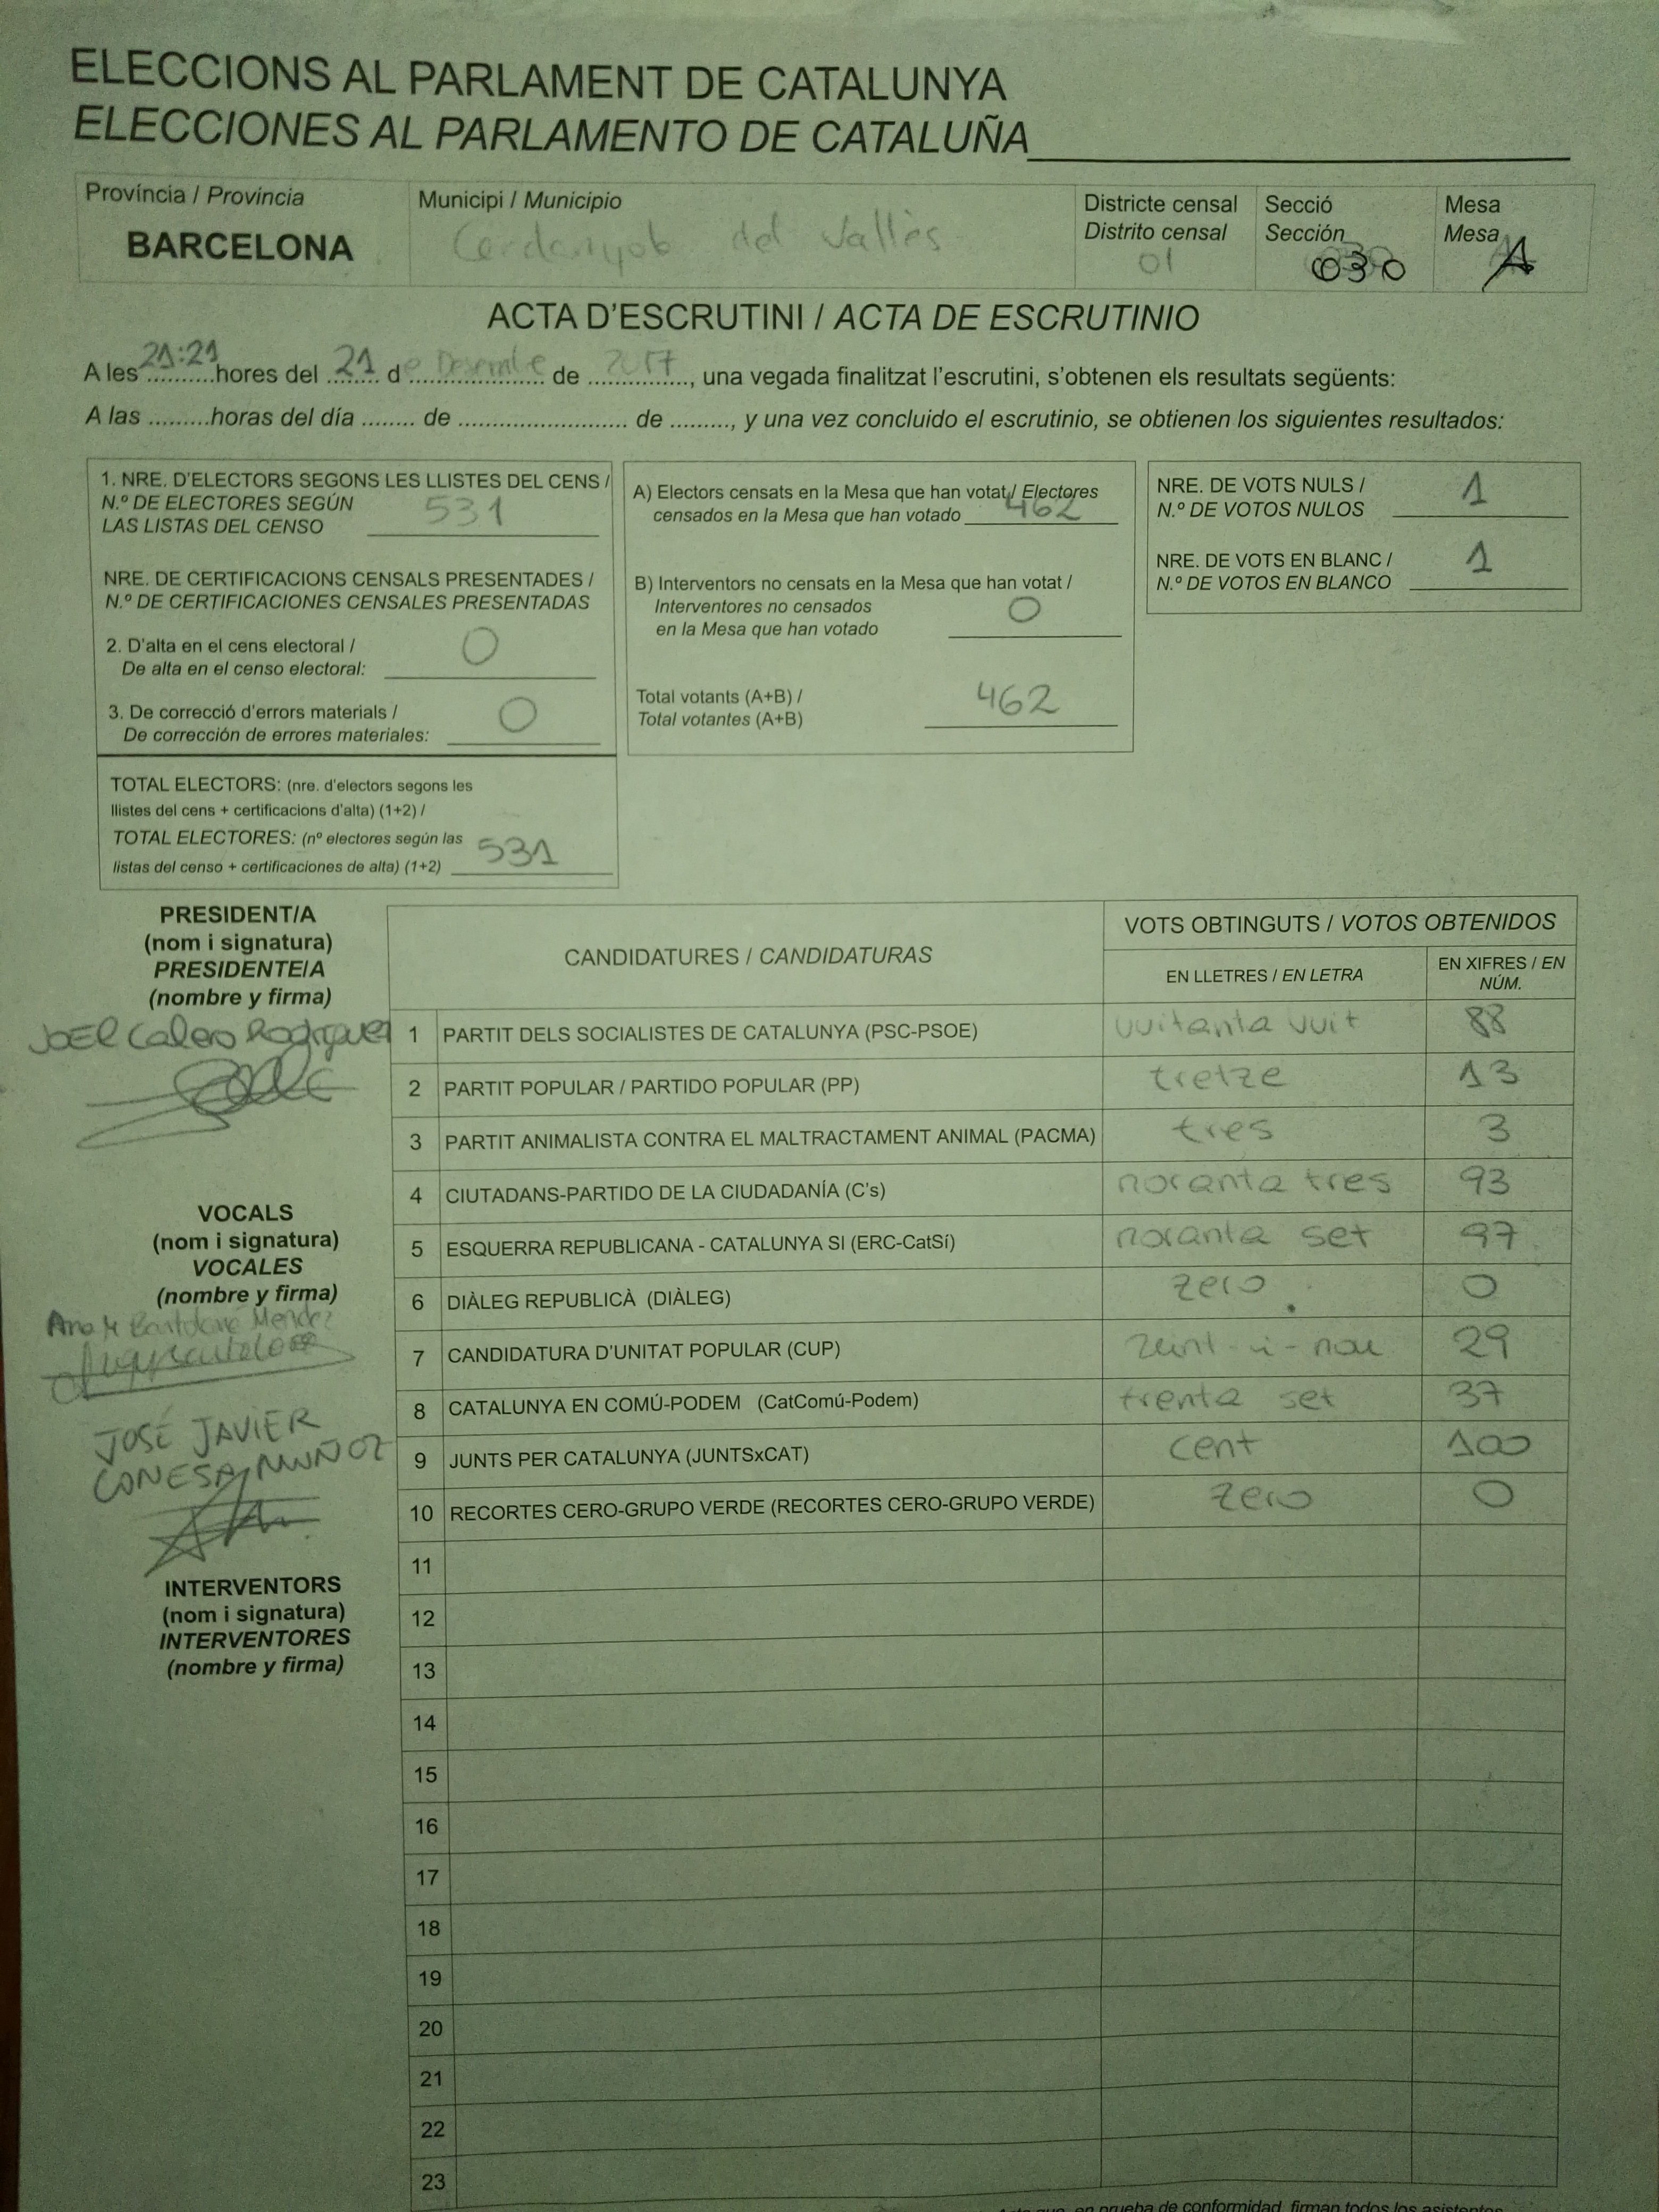 ELECCIONS AL PARLAMENT DE CATALUNYA
ELECCIONES AL PARLAMENTO DE CATALUÑA
Província / Provincia
BARCELONA
Municipi / Municipio
Cerdanyola del Vallès
Districte censal
Distrito censal
01
Secció
Sección
030
Mesa
Mesa
A
ACTA D'ESCRUTINI / ACTA DE ESCRUTINIO
A les 21:21 hores del 21 de Desembre de 2017, una vegada finalitzat l'escrutini, s'obtenen els resultats següents:
A las .........horas del día ........ de .......................... de ........., y una vez concluido el escrutinio, se obtienen los siguientes resultados:
1. NRE. D'ELECTORS SEGONS LES LLISTES DEL CENS /
N.º DE ELECTORES SEGÚN
LAS LISTAS DEL CENSO 531
NRE. DE CERTIFICACIONS CENSALS PRESENTADES /
N.º DE CERTIFICACIONES CENSALES PRESENTADAS
2. D'alta en el cens electoral /
De alta en el censo electoral: 0
3. De correcció d'errors materials /
De corrección de errores materiales: 0
TOTAL ELECTORS: (nre. d'electors segons les
llistes del cens + certificacions d'alta) (1+2) /
TOTAL ELECTORES: (nº electores según las
listas del censo + certificaciones de alta) (1+2) 531
A) Electors censats en la Mesa que han votat / Electores
censados en la Mesa que han votado 462
B) Interventors no censats en la Mesa que han votat /
Interventores no censados
en la Mesa que han votado 0
Total votants (A+B) /
Total votantes (A+B) 462
NRE. DE VOTS NULS /
N.º DE VOTOS NULOS 1
NRE. DE VOTS EN BLANC /
N.º DE VOTOS EN BLANCO 1
PRESIDENT/A
(nom i signatura)
PRESIDENTE/A
(nombre y firma)
JOEL Calero Rodriguez
VOCALS
(nom i signatura)
VOCALES
(nombre y firma)
Ana M Bartolomé Mendez
JOSÉ JAVIER
CONESA MUÑOZ
INTERVENTORS
(nom i signatura)
INTERVENTORES
(nombre y firma)
CANDIDATURES / CANDIDATURAS
VOTS OBTINGUTS / VOTOS OBTENIDOS
EN LLETRES / EN LETRA
EN XIFRES / EN
NÚM.
1 PARTIT DELS SOCIALISTES DE CATALUNYA (PSC-PSOE) vuitanta vuit 88
2 PARTIT POPULAR / PARTIDO POPULAR (PP) tretze 13
3 PARTIT ANIMALISTA CONTRA EL MALTRACTAMENT ANIMAL (PACMA) tres 3
4 CIUTADANS-PARTIDO DE LA CIUDADANÍA (C's) noranta tres 93
5 ESQUERRA REPUBLICANA - CATALUNYA SI (ERC-CatSí) noranta set 97
6 DIÀLEG REPUBLICÀ (DIÀLEG) zero 0
7 CANDIDATURA D'UNITAT POPULAR (CUP) 29
8 CATALUNYA EN COMÚ-PODEM (CatComú-Podem) trenta set 37
9 JUNTS PER CATALUNYA (JUNTSxCAT) cent 100
10 RECORTES CERO-GRUPO VERDE (RECORTES CERO-GRUPO VERDE) zero 0
11
12
13
14
15
16
17
18
19
20
21
22
23
en prueba de conformidad, firman todos los asistentes